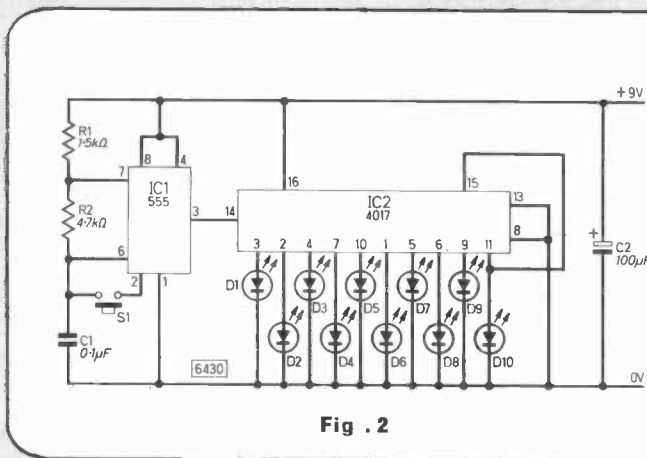 +9V
R1
1·5kΩ
8
4
7
IC1
555
3
14
16
IC2
4017
15
13
8
R2
4·7kΩ
6
2
1
S1
C1
0·1µF
3
2
4
7
10
1
5
6
9
11
D1
D2
D3
D4
D5
D6
D7
D8
D9
D10
+
C2
100µF
6430
0V
Fig . 2